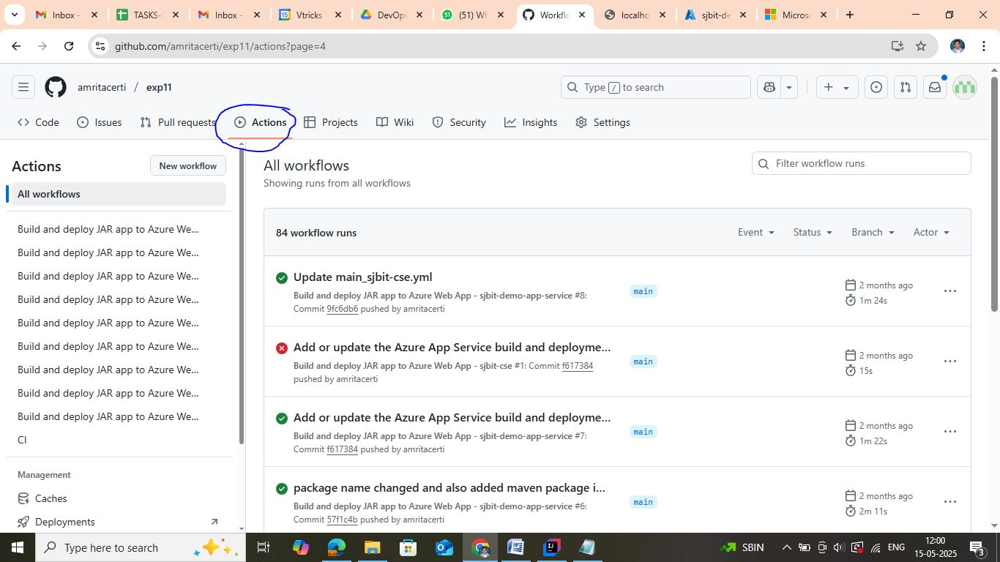 Inbox -
TASKS-
Inbox -
31 Vtricks
DevOps
(51) Wh
Workflo
localho
sjbit-de
Microso
github.com/amritacerti/exp11/actions?page=4
amritacerti / exp11
Type / to search
Code
Issues
Pull requests
Actions
Projects
Wiki
Security
Insights
Settings
Actions
New workflow
All workflows
Build and deploy JAR app to Azure We...
Build and deploy JAR app to Azure We...
Build and deploy JAR app to Azure We...
Build and deploy JAR app to Azure We...
Build and deploy JAR app to Azure We...
Build and deploy JAR app to Azure We...
Build and deploy JAR app to Azure We...
Build and deploy JAR app to Azure We...
Build and deploy JAR app to Azure We...
CI
Management
Caches
Deployments
All workflows
Showing runs from all workflows
Filter workflow runs
84 workflow runs
Event
Status
Branch
Actor
Update main_sjbit-cse.yml
Build and deploy JAR app to Azure Web App - sjbit-demo-app-service #8:
Commit 9fc6db6 pushed by amritacerti
main
2 months ago
1m 24s
Add or update the Azure App Service build and deployme...
Build and deploy JAR app to Azure Web App - sjbit-cse #1: Commit f617384
pushed by amritacerti
main
2 months ago
15s
Add or update the Azure App Service build and deployme...
Build and deploy JAR app to Azure Web App - sjbit-demo-app-service #7:
Commit f617384 pushed by amritacerti
main
2 months ago
1m 22s
package name changed and also added maven package i...
Build and deploy JAR app to Azure Web App - sjbit-demo-app-service #6:
Commit 57f1c4b pushed by amritacerti
main
2 months ago
2m 11s
Type here to search
SBIN
ENG
12:00
15-05-2025
3